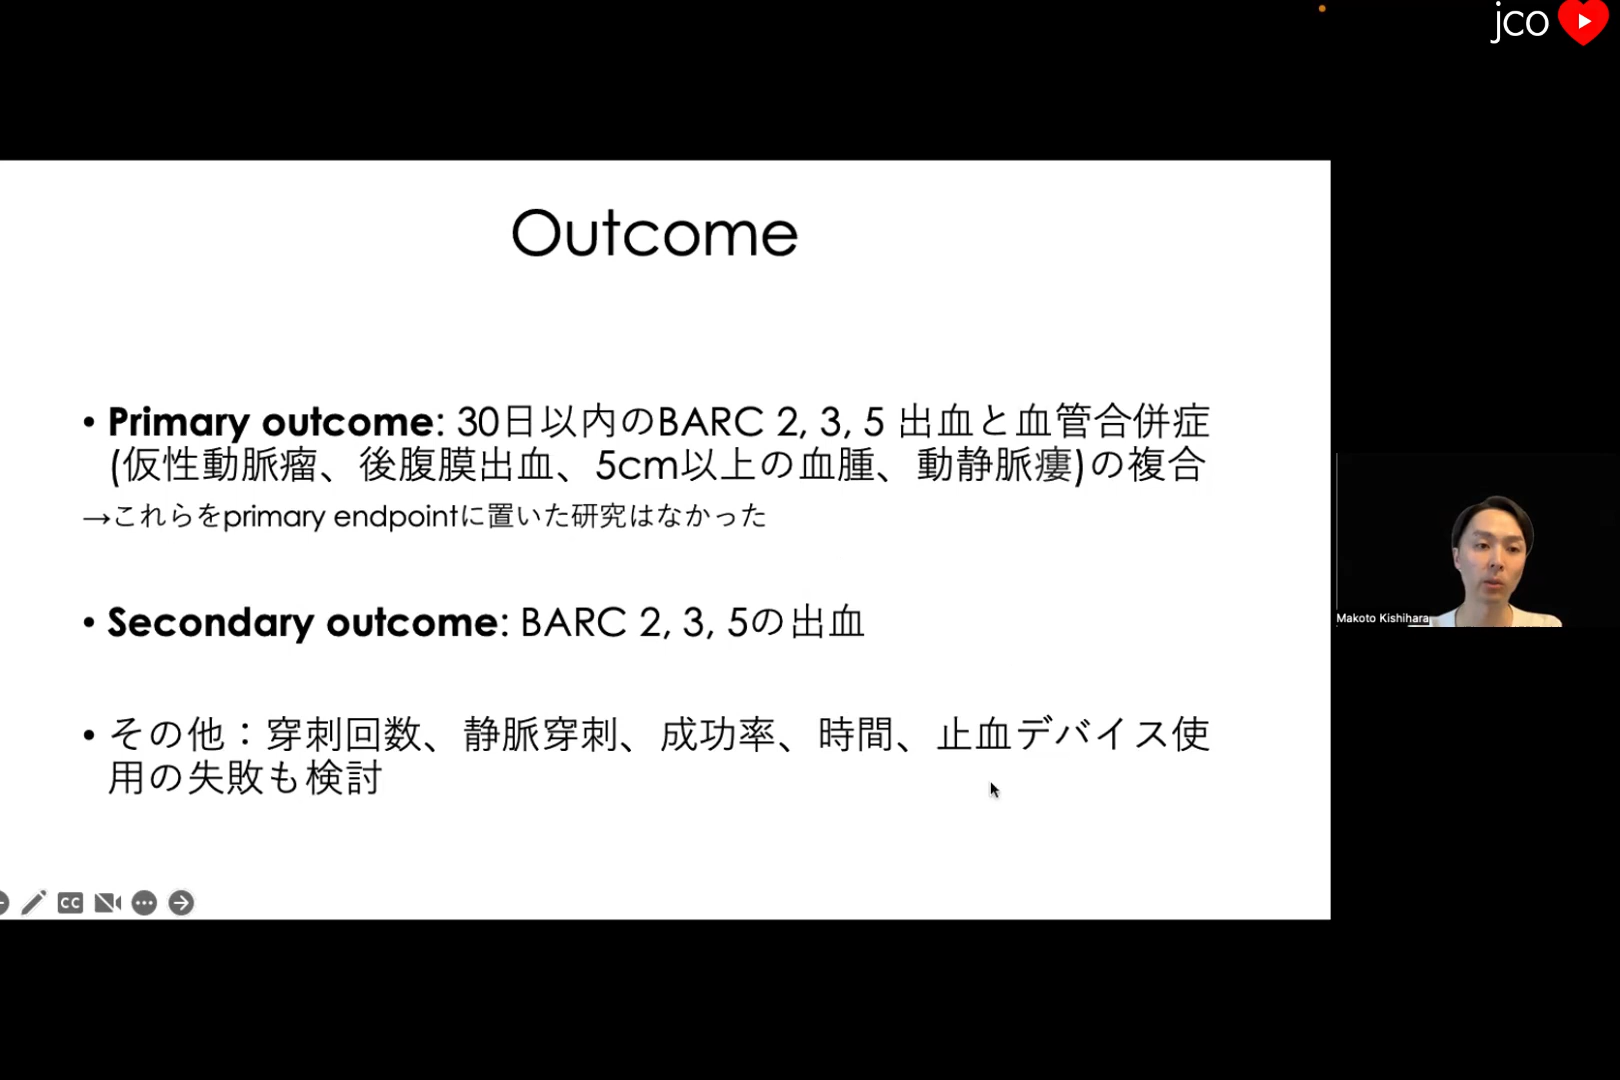 jco
Outcome
• Primary outcome: 30日以内のBARC 2, 3, 5 出血と血管合併症
(仮性動脈瘤、後腹膜出血、5cm以上の血腫、動静脈瘻)の複合
→これらをprimary endpointに置いた研究はなかった
• Secondary outcome: BARC 2, 3, 5の出血
• その他：穿刺回数、静脈穿刺、成功率、時間、止血デバイス使
用の失敗も検討
Makoto Kishihara
CC